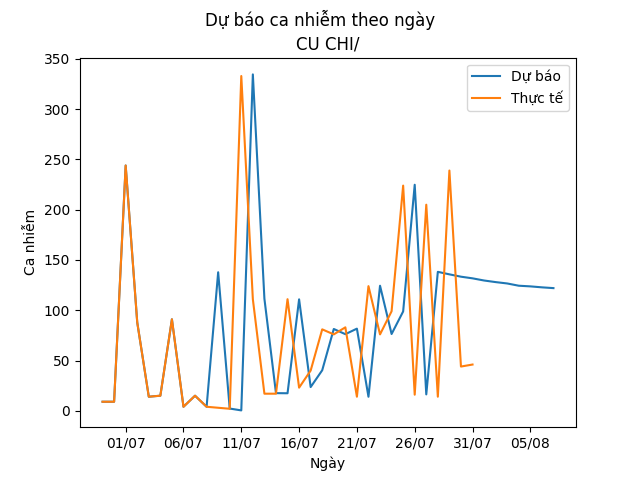 Dự báo ca nhiễm theo ngày
CU CHI/
350
300
250
200
150
100
50
0
Ca nhiễm
Dự báo
Thực tế
01/07 06/07 11/07 16/07 21/07 26/07 31/07 05/08
Ngày